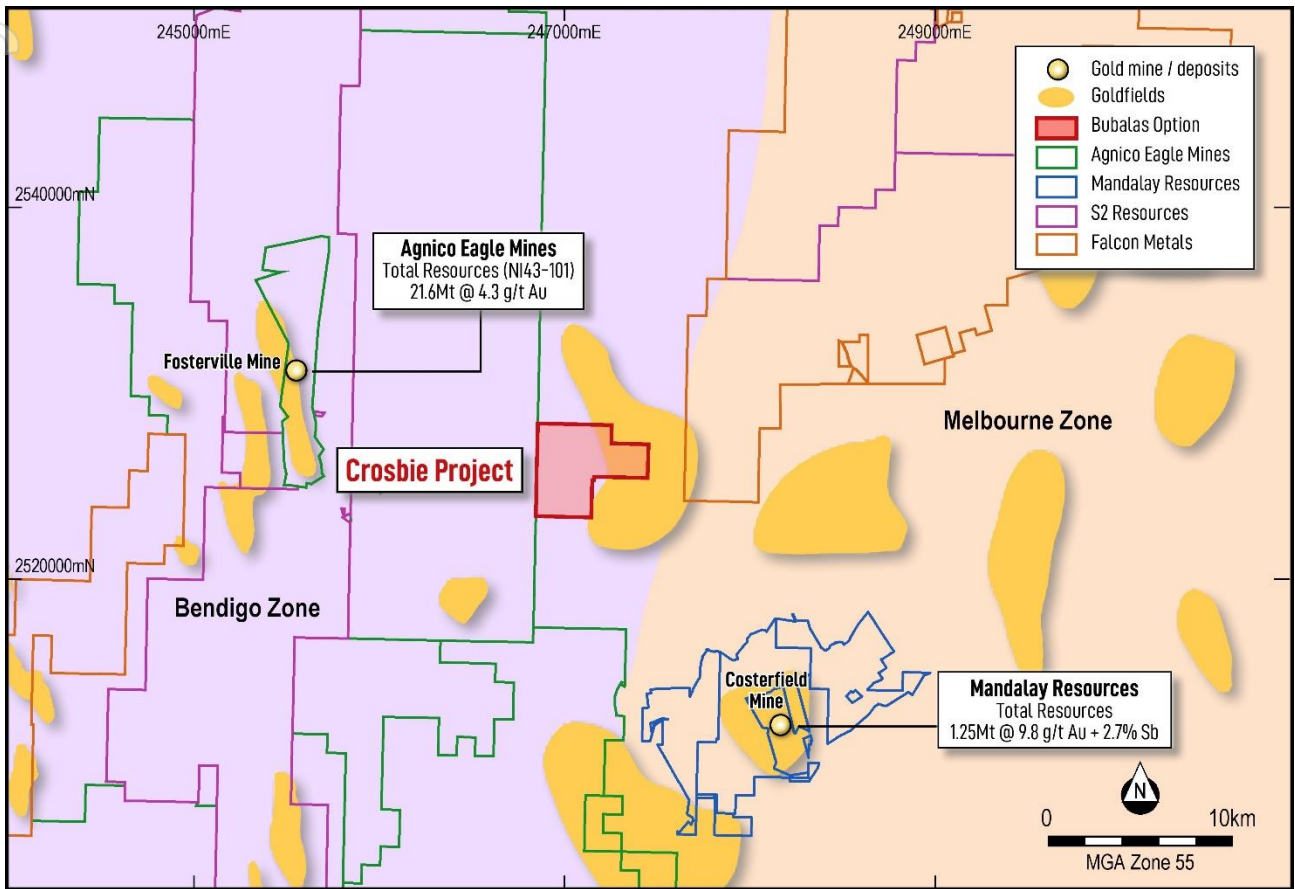 245000mE
247000mE
249000mE
Gold mine / deposits
Goldfields
Bubalas Option
Agnico Eagle Mines
Mandalay Resources
S2 Resources
Falcon Metals
2540000mN
Agnico Eagle Mines
Total Resources (NI43-101)
21.6Mt @ 4.3 g/t Au
Fosterville Mine
Melbourne Zone
Crosbie Project
2520000mN
Bendigo Zone
Costerfield
Mine
Mandalay Resources
Total Resources
1.25Mt @ 9.8 g/t Au + 2.7% Sb
N
0
10km
MGA Zone 55